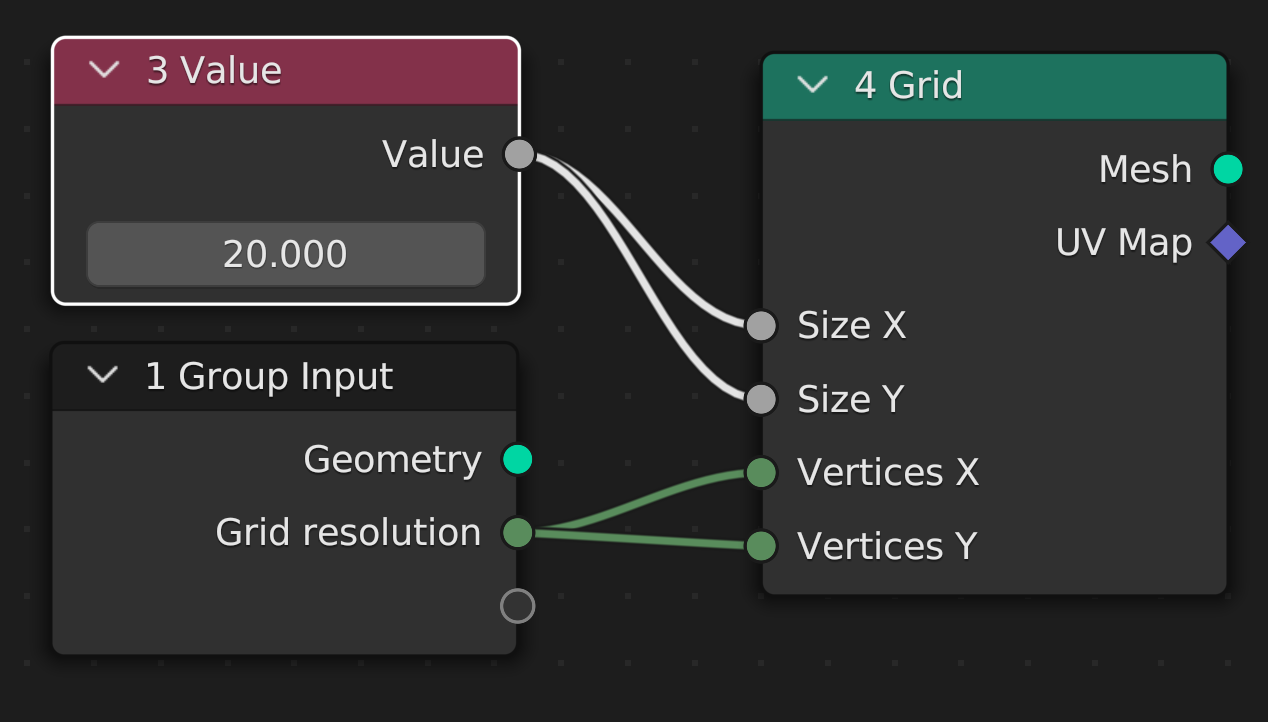 3 Value
Value
20.000
1 Group Input
Geometry
Grid resolution
4 Grid
Mesh
UV Map
Size X
Size Y
Vertices X
Vertices Y